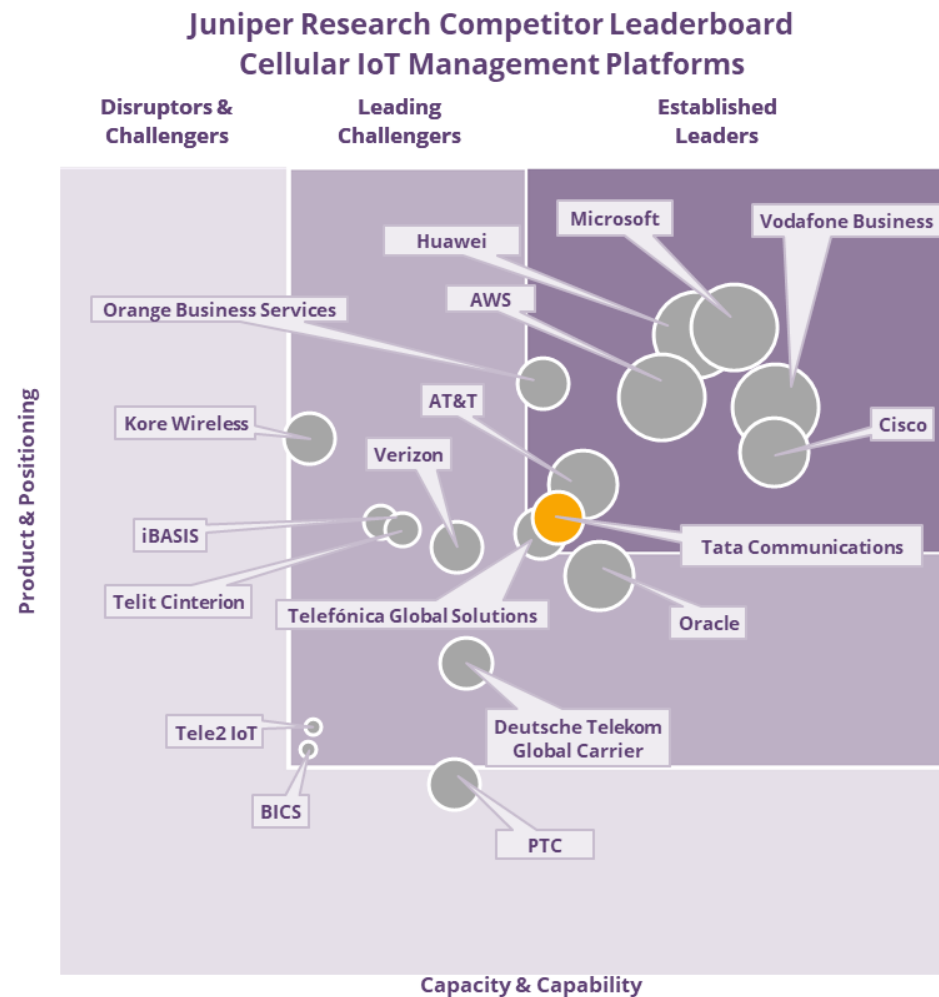 Juniper Research Competitor Leaderboard
Cellular IoT Management Platforms
Disruptors &
Challengers
Leading
Challengers
Established
Leaders
Microsoft
Vodafone Business
Huawei
AWS
Orange Business Services
AT&T
Kore Wireless
Cisco
Verizon
iBASIS
Tata Communications
Telit Cinterion
Telefónica Global Solutions
Oracle
Tele2 IoT
Deutsche Telekom
Global Carrier
BICS
PTC
Product & Positioning
Capacity & Capability